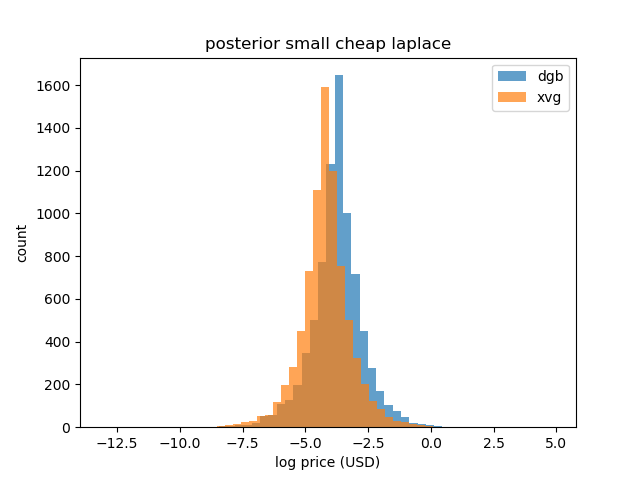 posterior small cheap laplace
dgb
xvg
count
1600
1400
1200
1000
800
600
400
200
0
−12.5 −10.0 −7.5 −5.0 −2.5 0.0 2.5 5.0
log price (USD)